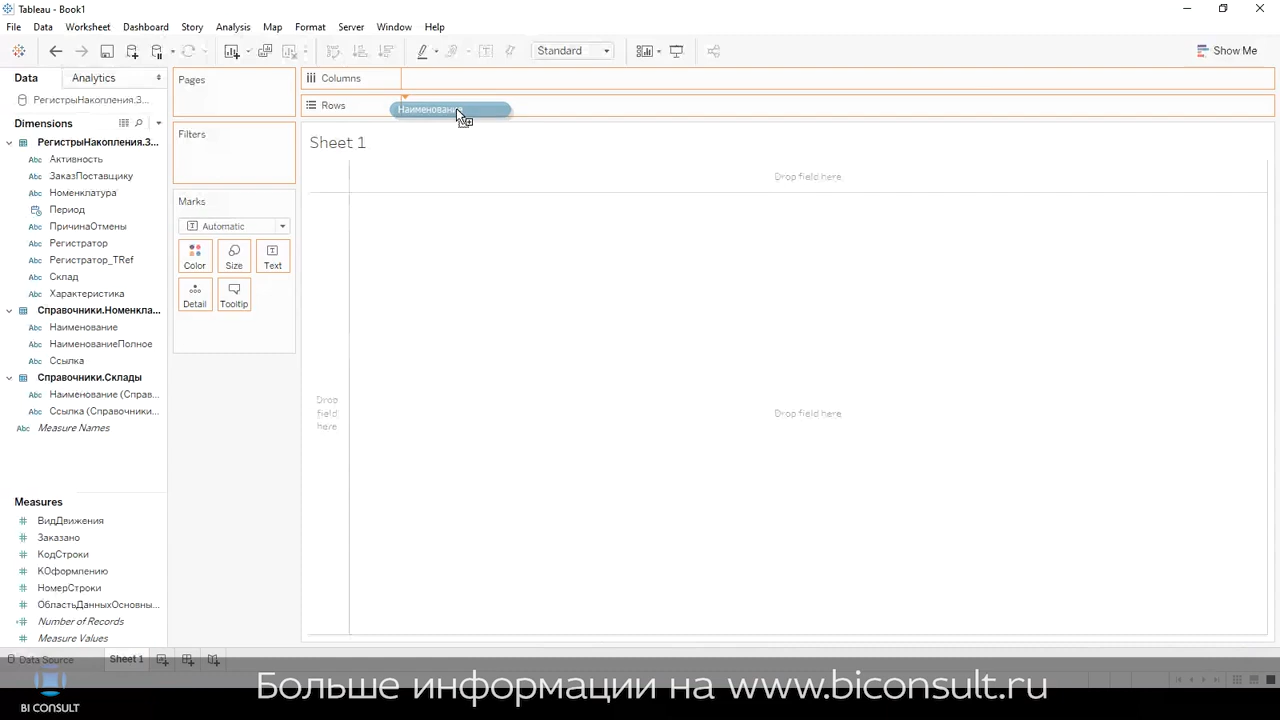 Tableau - Book1
File Data Worksheet Dashboard Story Analysis Map Format Server Window Help
Standard
Show Me
Data Analytics
РегистрыНакопления.З...
Dimensions
РегистрыНакопления.З...
Активность
ЗаказПоставщику
Номенклатура
Период
ПричинаОтмены
Регистратор
Регистратор_TRef
Склад
Характеристика
Справочники.Номенкла...
Наименование
НаименованиеПолное
Ссылка
Справочники.Склады
Наименование (Справ...
Ссылка (Справочники...
Measure Names
Measures
ВидДвижения
Заказано
КодСтроки
КОформлению
НомерСтроки
ОбластьДанныхОсновны...
Number of Records
Measure Values
Pages
Filters
Marks
Automatic
Color Size Text
Detail Tooltip
Columns
Rows
Наименование
Sheet 1
Drop field here
Drop
field
here
Drop field here
Data Source Sheet 1
Больше информации на www.biconsult.ru
BI CONSULT